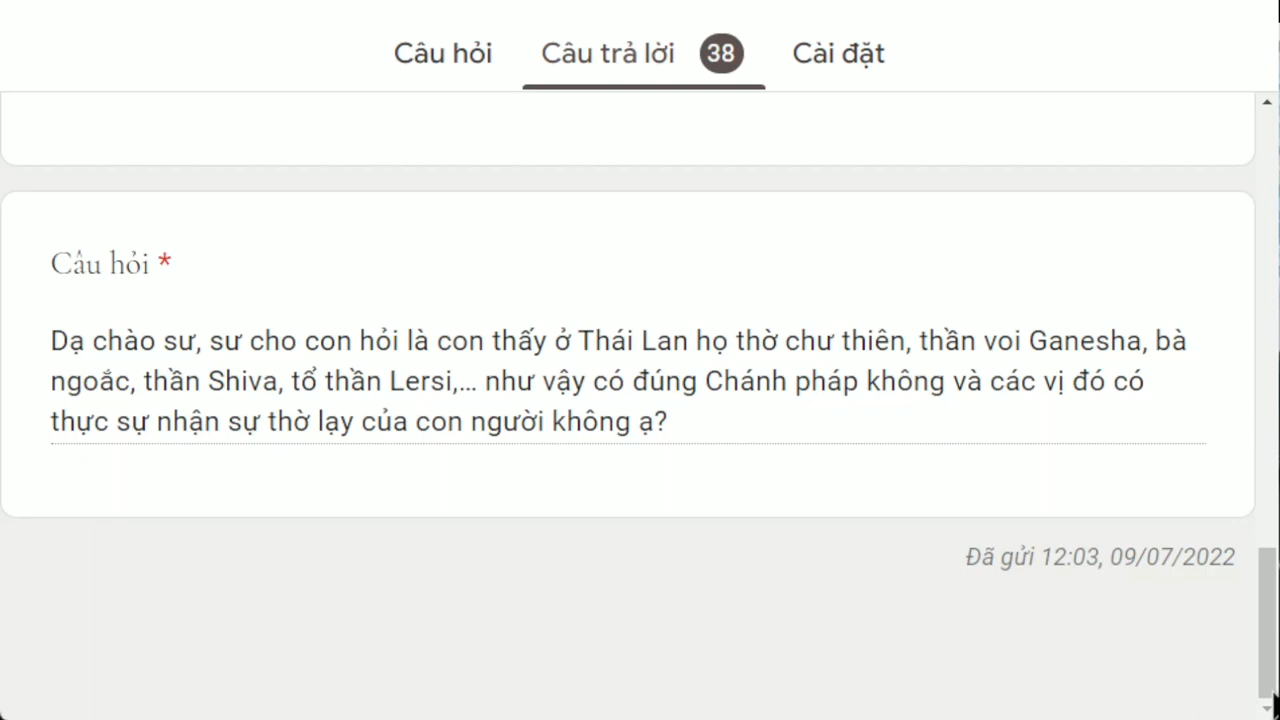 Câu hỏi Câu trả lời 38 Cài đặt
Câu hỏi *
Dạ chào sư, sư cho con hỏi là con thấy ở Thái Lan họ thờ chư thiên, thần voi Ganesha, bà
ngoắc, thần Shiva, tổ thần Lersi,... như vậy có đúng Chánh pháp không và các vị đó có
thực sự nhận sự thờ lạy của con người không ạ?
Đã gửi 12:03, 09/07/2022